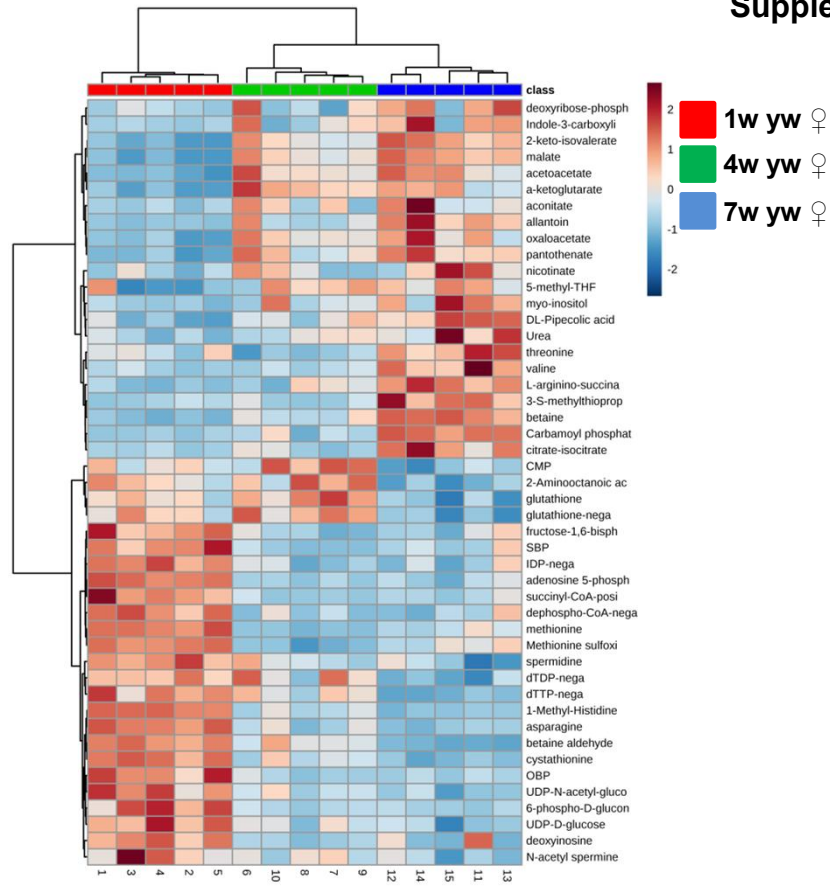 Supple
class
deoxyribose-phosph
Indole-3-carboxyli
2-keto-isovalerate
malate
acetoacetate
a-ketoglutarate
aconitate
allantoin
oxaloacetate
pantothenate
nicotinate
5-methyl-THF
myo-inositol
DL-Pipecolic acid
Urea
threonine
valine
L-arginino-succina
3-S-methylthioprop
betaine
Carbamoyl phosphat
citrate-isocitrate
CMP
2-Aminooctanoic ac
glutathione
glutathione-nega
fructose-1,6-bisph
SBP
IDP-nega
adenosine 5-phosph
succinyl-CoA-posi
dephospho-CoA-nega
methionine
Methionine sulfoxi
spermidine
dTDP-nega
dTTP-nega
1-Methyl-Histidine
asparagine
betaine aldehyde
cystathionine
OBP
UDP-N-acetyl-gluco
6-phospho-D-glucon
UDP-D-glucose
deoxyinosine
N-acetyl spermine
1 3 4 2 5 6 10 8 7 9 12 14 15 11 13
2
1
0
-1
-2
1w yw ♀
4w yw ♀
7w yw ♀